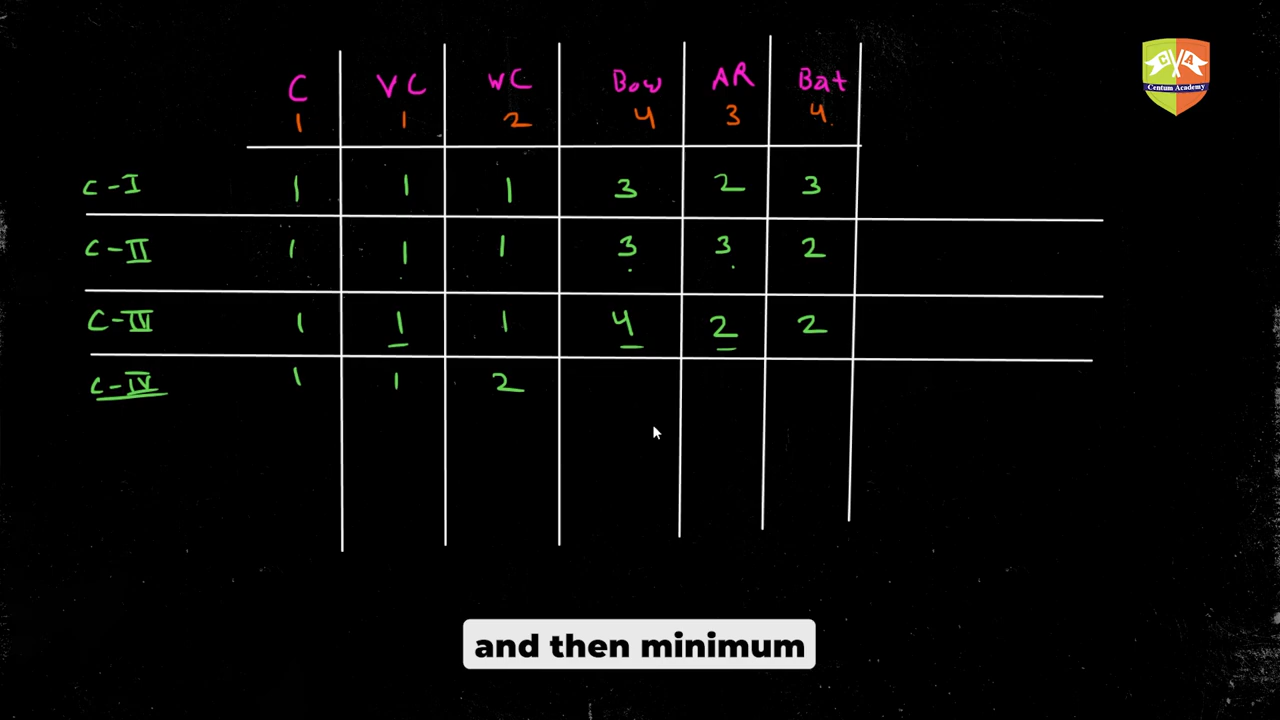 C VC WC Bow AR Bat
1 1 2 4 3 4
C-I 1 1 1 3 2 3
C-II 1 1 1 3 3 2
C-III 1 1 1 4 2 2
C-IV 1 1 2
CA
Centum Academy
and then minimum